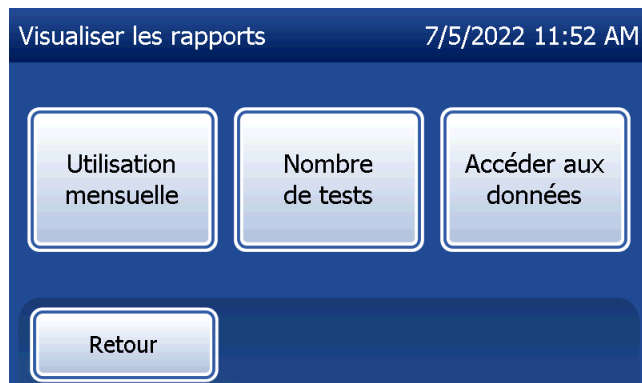 Visualiser les rapports 7/5/2022 11:52 AM
Utilisation
mensuelle
Nombre
de tests
Accéder aux
données
Retour